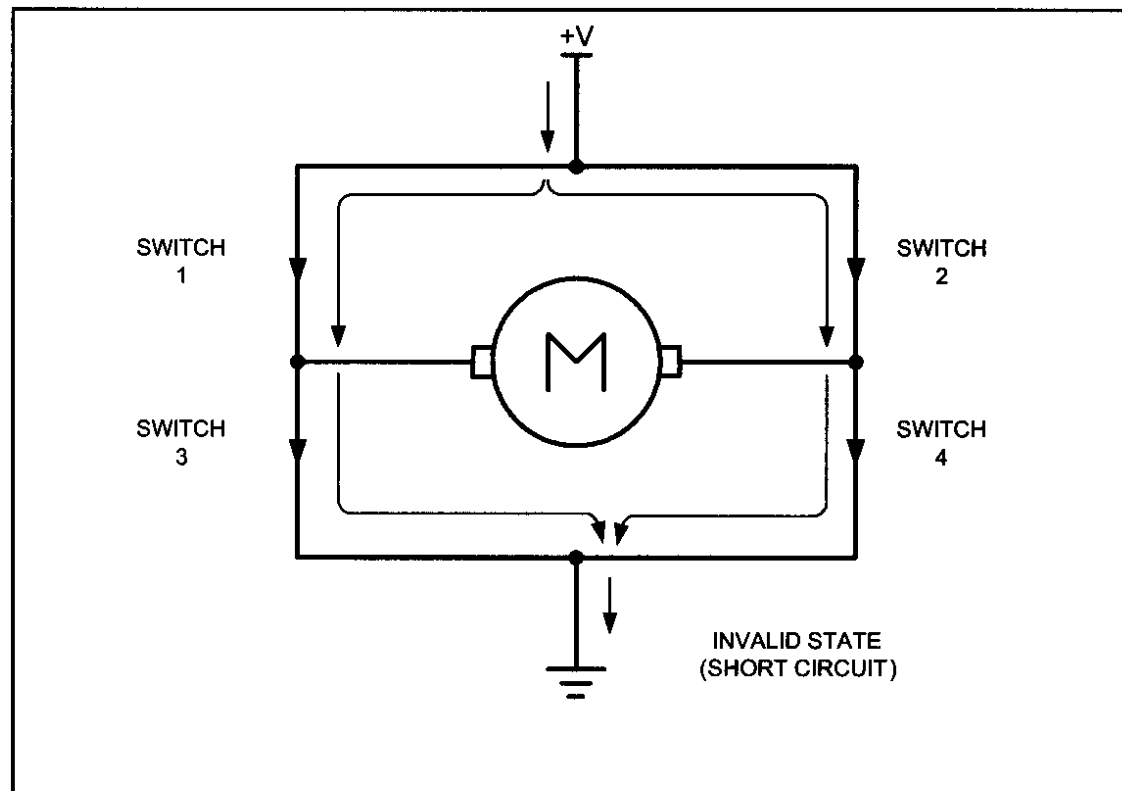 +V
SWITCH
1
SWITCH
2
M
SWITCH
3
SWITCH
4
INVALID STATE
(SHORT CIRCUIT)